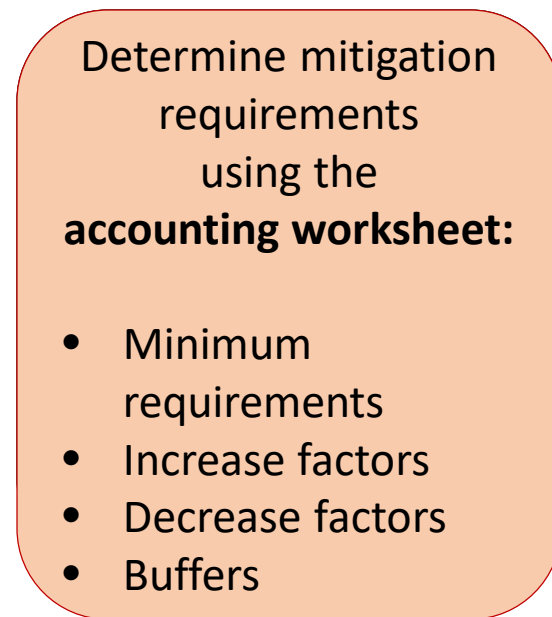 Determine mitigation
requirements
using the
accounting worksheet:
• Minimum
requirements
• Increase factors
• Decrease factors
• Buffers